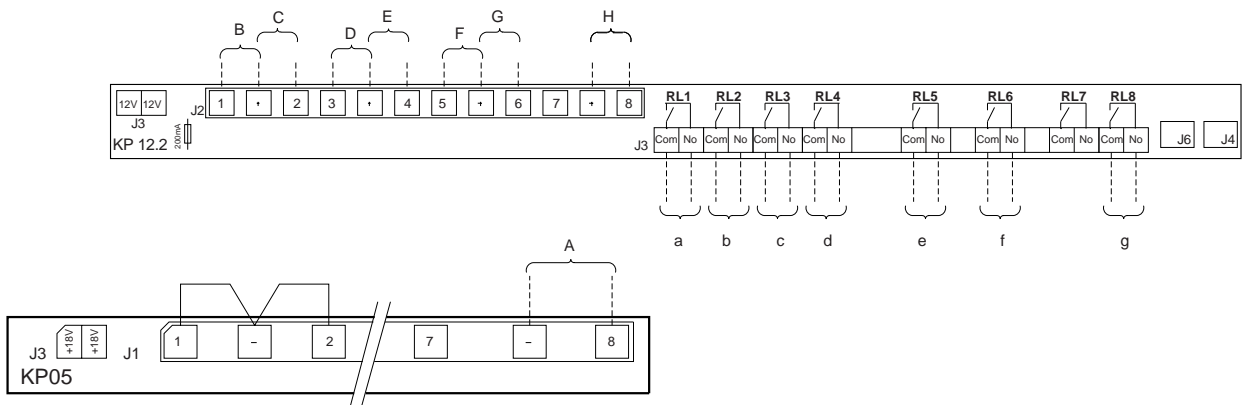 B C D E F G H
12V 12V
J3
KP 12.2
200mA
J2
1 + 2 3 + 4 5 + 6 7 + 8
RL1 RL2 RL3 RL4 RL5 RL6 RL7 RL8
J3
Com No Com No Com No Com No Com No Com No Com No Com No
J6 J4
a b c d e f g
A
J3
+18V +18V
J1
1 – 2 7 – 8
KP05